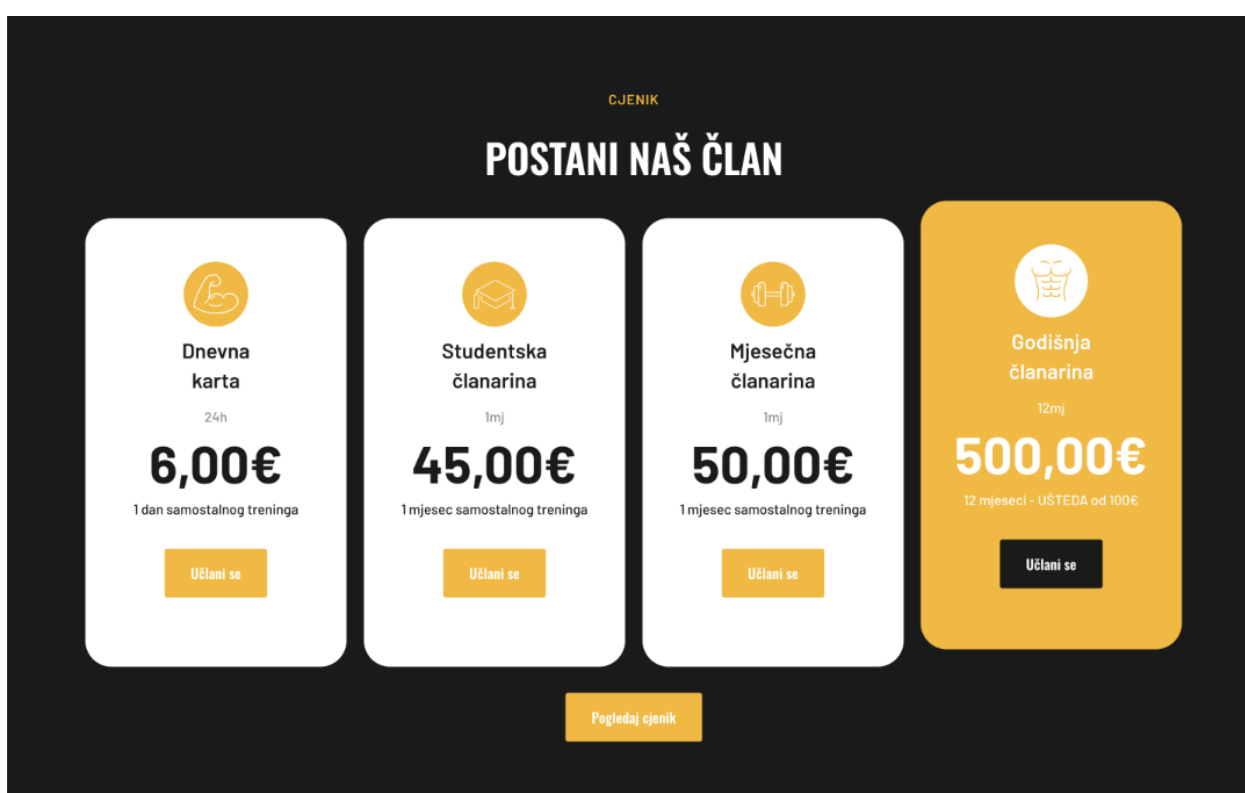 CJENIK
POSTANI NAŠ ČLAN
Dnevna
karta
24h
6,00€
1 dan samostalnog treninga
Učlani se
Studentska
članarina
1mj
45,00€
1 mjesec samostalnog treninga
Učlani se
Mjesečna
članarina
1mj
50,00€
1 mjesec samostalnog treninga
Učlani se
Godišnja
članarina
12mj
500,00€
12 mjeseci - UŠTEDA od 100€
Učlani se
Pogledaj cjenik